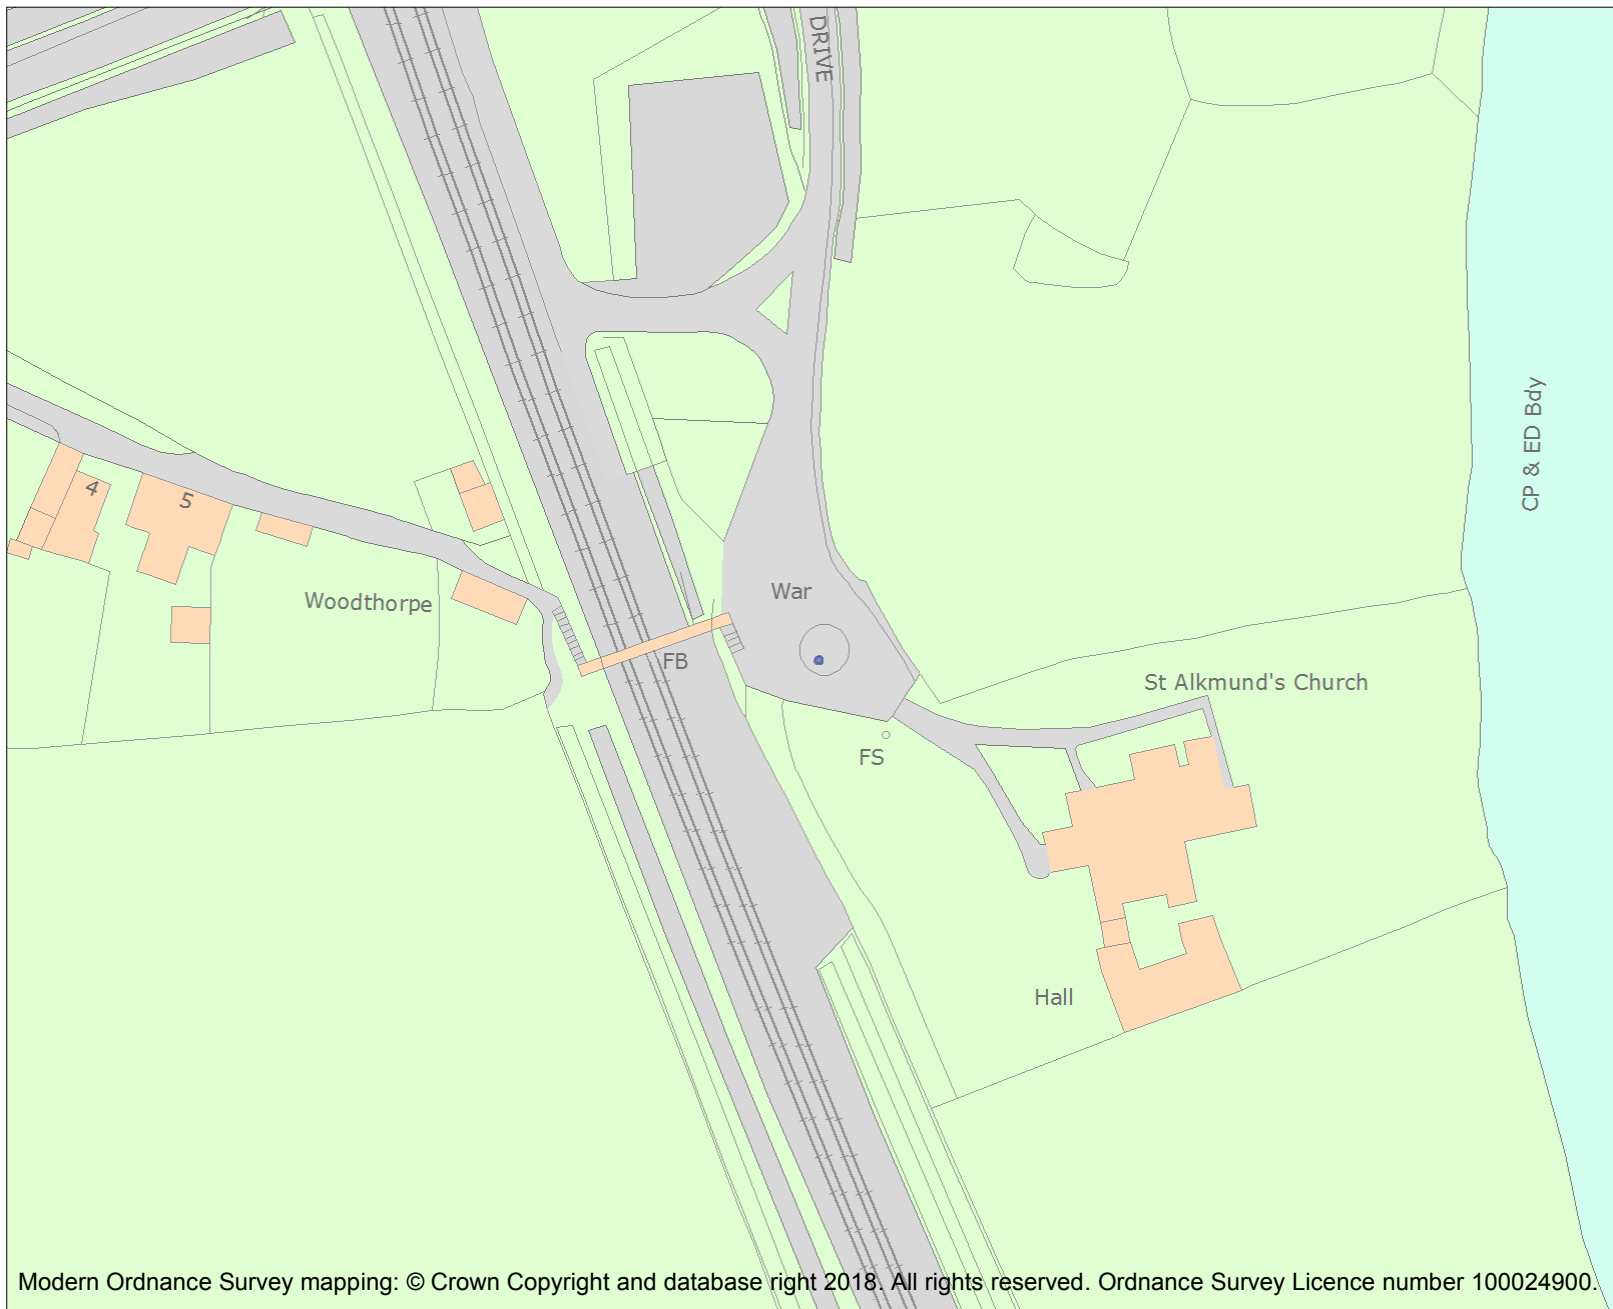 DRIVE
CP & ED Bdy
4
5
Woodthorpe
War
FB
St Alkmund's Church
FS
Hall
Modern Ordnance Survey mapping: © Crown Copyright and database right 2018. All rights reserved. Ordnance Survey Licence number 100024900.